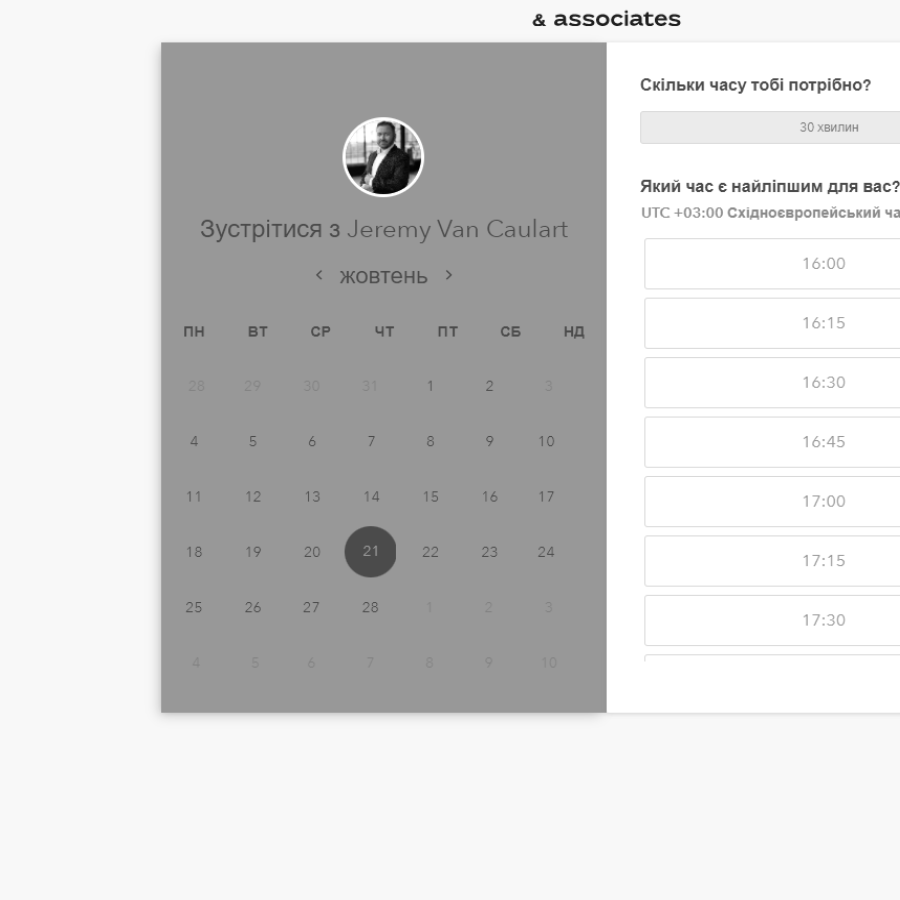 & associates
Зустрітися з Jeremy Van Caulart
жовтень
ПН ВТ СР ЧТ ПТ СБ НД
28 29 30 31 1 2 3
4 5 6 7 8 9 10
11 12 13 14 15 16 17
18 19 20 21 22 23 24
25 26 27 28 1 2 3
4 5 6 7 8 9 10
Скільки часу тобі потрібно?
30 хвилин
Який час є найліпшим для вас?
UTC +03:00 Східноєвропейський ча
16:00
16:15
16:30
16:45
17:00
17:15
17:30